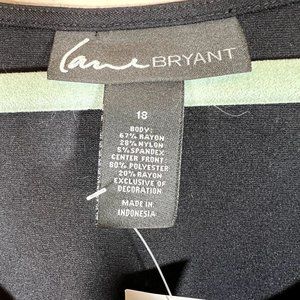 Lane BRYANT
18
BODY:
67% RAYON
28% NYLON
5% SPANDEX
CENTER FRONT:
80% POLYESTER
20% RAYON
EXCLUSIVE OF
DECORATION
MADE IN
INDONESIA